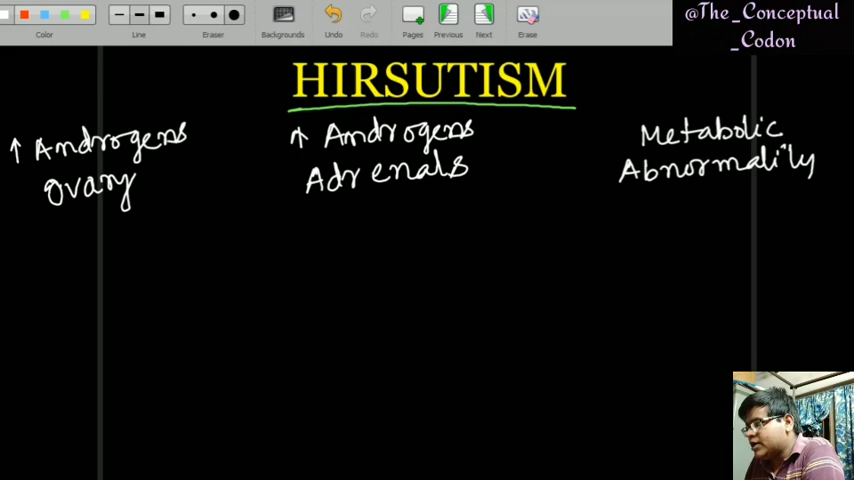 Color
Line
Eraser
Backgrounds
Undo
Redo
Pages
Previous
Next
Erase
@The_Conceptual
_Codon
HIRSUTISM
↑ Androgens
Ovary
↑ Androgens
Adrenals
Metabolic
Abnormality